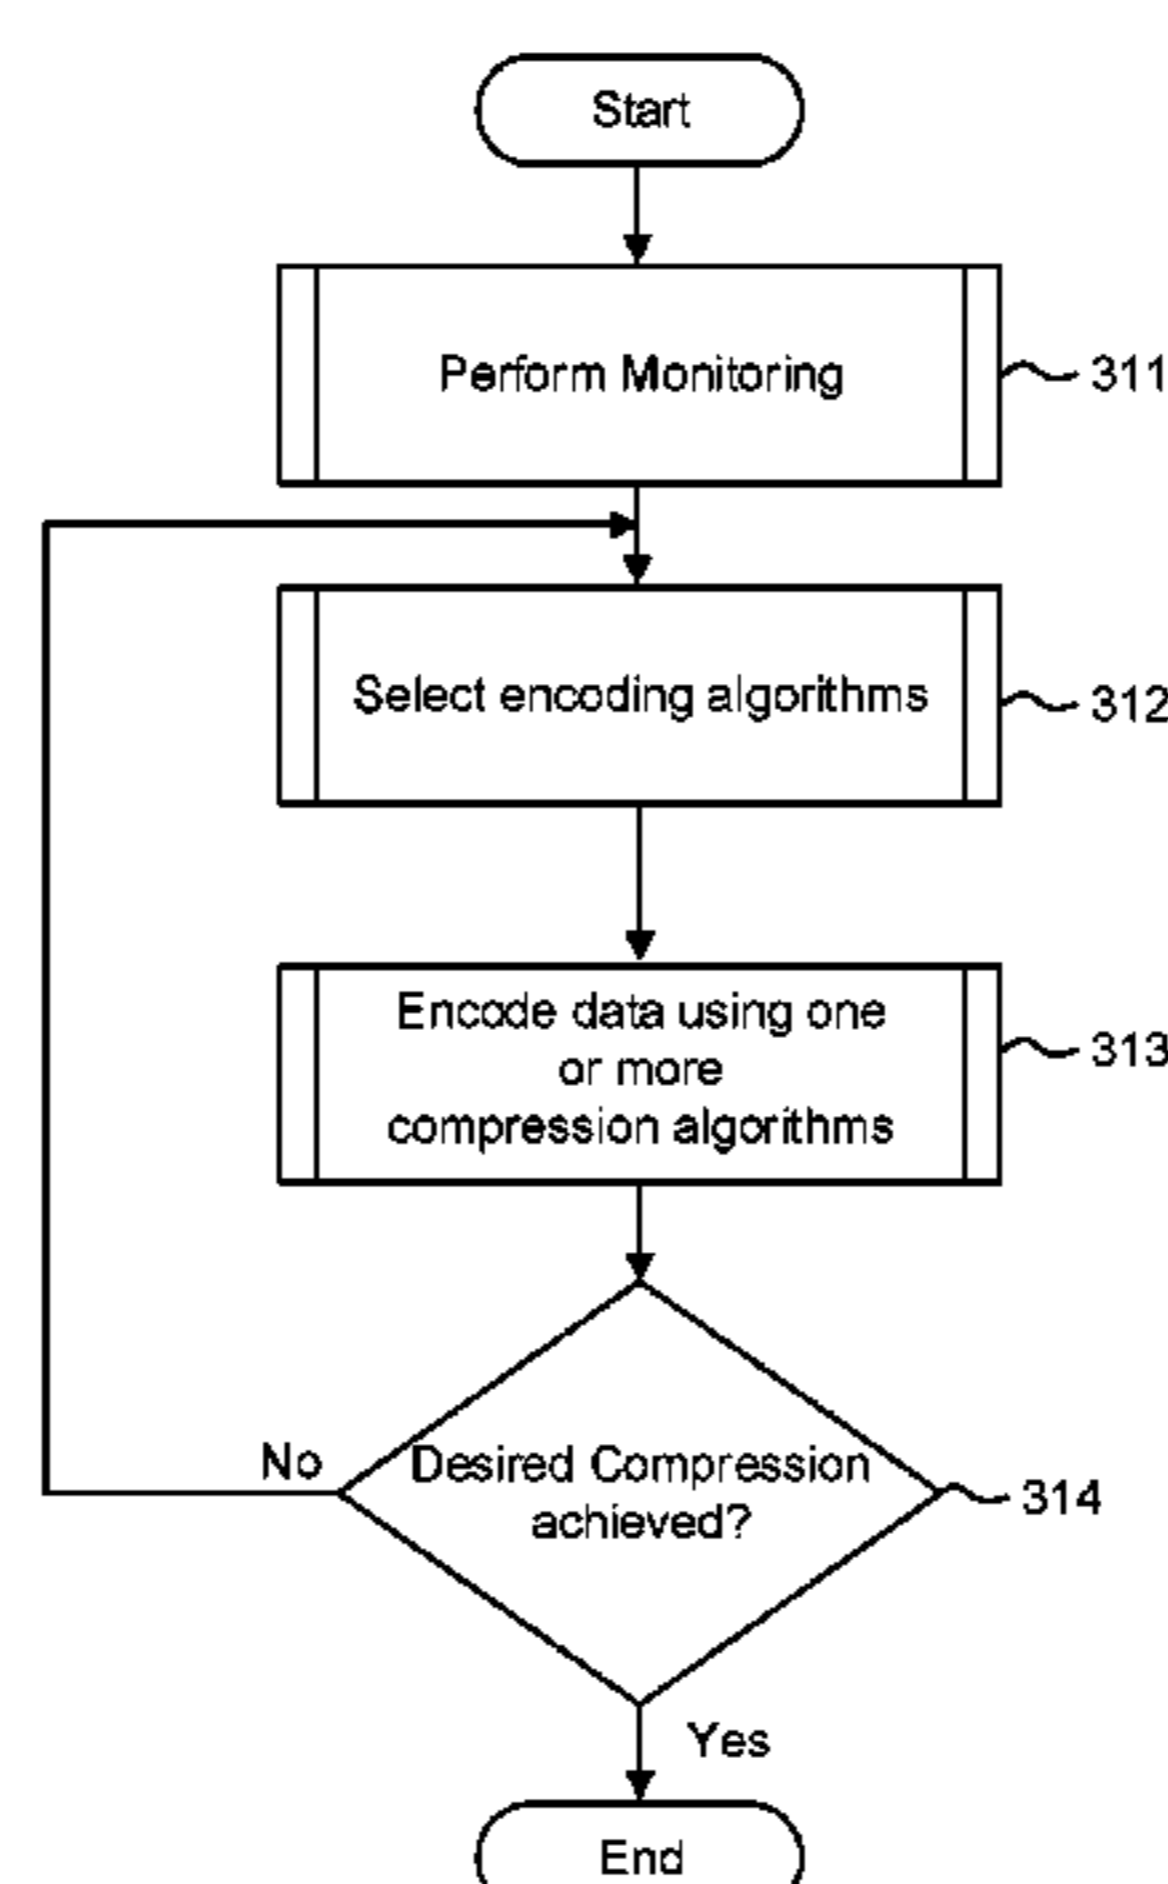 Start
Perform Monitoring
311
Select encoding algorithms
312
Encode data using one
or more
compression algorithms
313
No
Desired Compression
achieved?
314
Yes
End